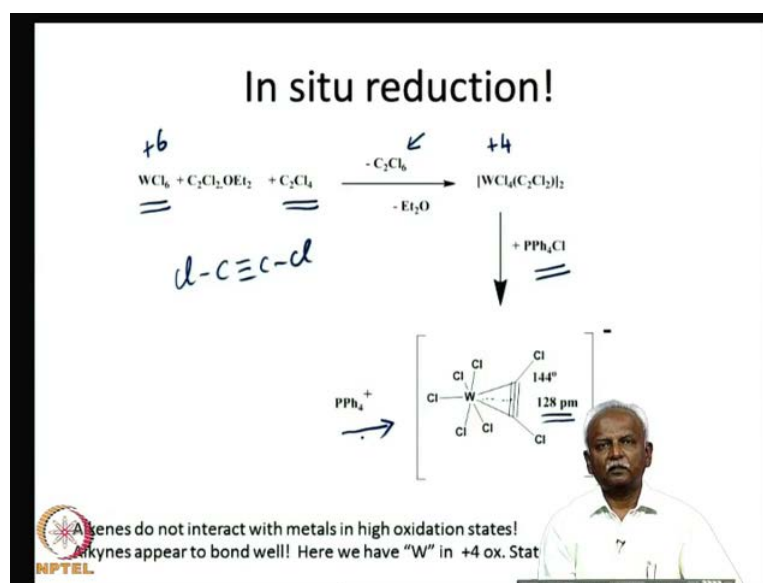 In situ reduction!
+6
+4
- C₂Cl₆
WCl₆ + C₂Cl₂.OEt₂ + C₂Cl₄
[WCl₄(C₂Cl₂)]₂
- Et₂O
Cl-C≡C-Cl
+ PPh₄Cl
-
Cl
Cl
Cl
144°
Cl
W
128 pm
PPh₄⁺
Cl
Cl
Cl
Alkenes do not interact with metals in high oxidation states!
Alkynes appear to bond well! Here we have "W" in +4 ox. Stat
NPTEL